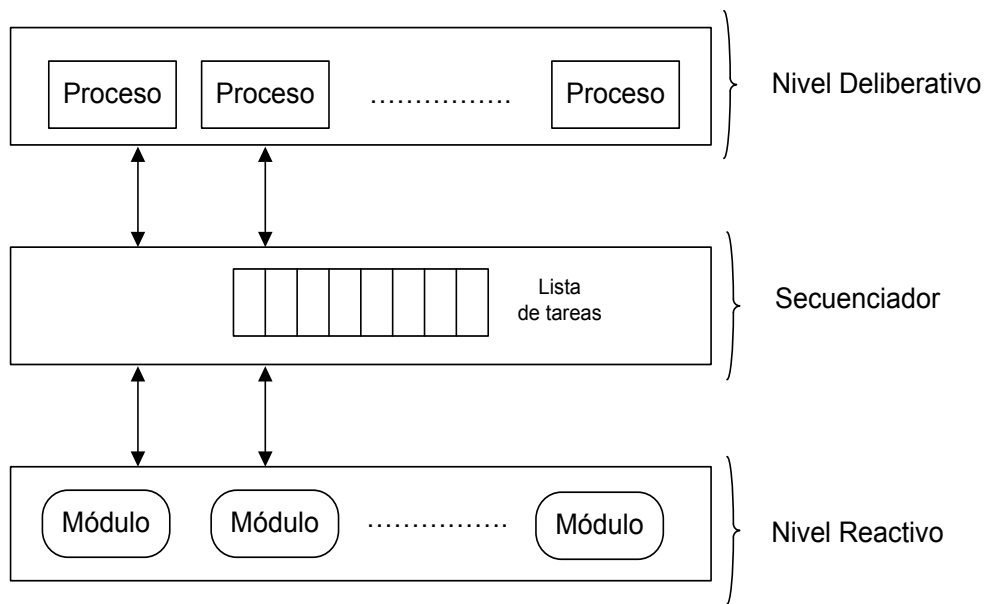 Proceso
Proceso
.................
Proceso
Nivel Deliberativo
Lista
de tareas
Secuenciador
Módulo
Módulo
.................
Módulo
Nivel Reactivo